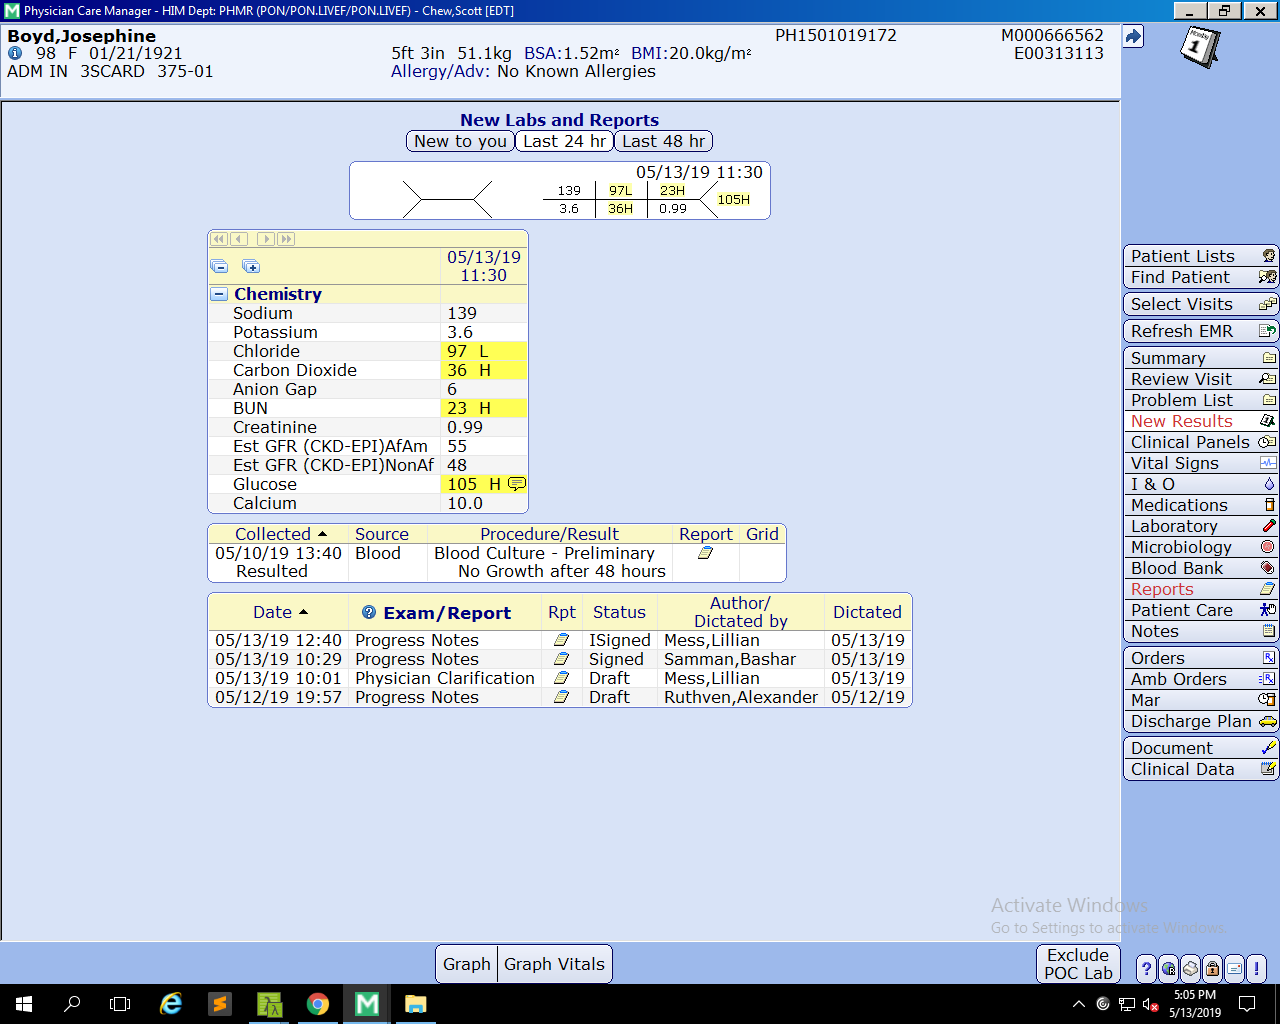 Physician Care Manager - HIM Dept: PHMR (PON/PON.LIVEF/PON.LIVEF) - Chew,Scott [EDT]
Boyd,Josephine PH1501019172 M000666562
98 F 01/21/1921 5ft 3in 51.1kg BSA:1.52m² BMI:20.0kg/m² E00313113
ADM IN 3SCARD 375-01 Allergy/Adv: No Known Allergies
New Labs and Reports
New to you Last 24 hr Last 48 hr
05/13/19 11:30
139 97L 23H 105H
3.6 36H 0.99
05/13/19
11:30
Chemistry
Sodium 139
Potassium 3.6
Chloride 97 L
Carbon Dioxide 36 H
Anion Gap 6
BUN 23 H
Creatinine 0.99
Est GFR (CKD-EPI)AfAm 55
Est GFR (CKD-EPI)NonAf 48
Glucose 105 H
Calcium 10.0
Collected Source Procedure/Result Report Grid
05/10/19 13:40 Blood Blood Culture - Preliminary
Resulted No Growth after 48 hours
Date Exam/Report Rpt Status Author/ Dictated by Dictated
05/13/19 12:40 Progress Notes ISigned Mess,Lillian 05/13/19
05/13/19 10:29 Progress Notes Signed Samman,Bashar 05/13/19
05/13/19 10:01 Physician Clarification Draft Mess,Lillian 05/13/19
05/12/19 19:57 Progress Notes Draft Ruthven,Alexander 05/12/19
Patient Lists
Find Patient
Select Visits
Refresh EMR
Summary
Review Visit
Problem List
New Results
Clinical Panels
Vital Signs
I & O
Medications
Laboratory
Microbiology
Blood Bank
Reports
Patient Care
Notes
Orders
Amb Orders
Mar
Discharge Plan
Document
Clinical Data
Activate Windows
Go to Settings to activate Windows.
Graph Graph Vitals
Exclude
POC Lab
5:05 PM
5/13/2019